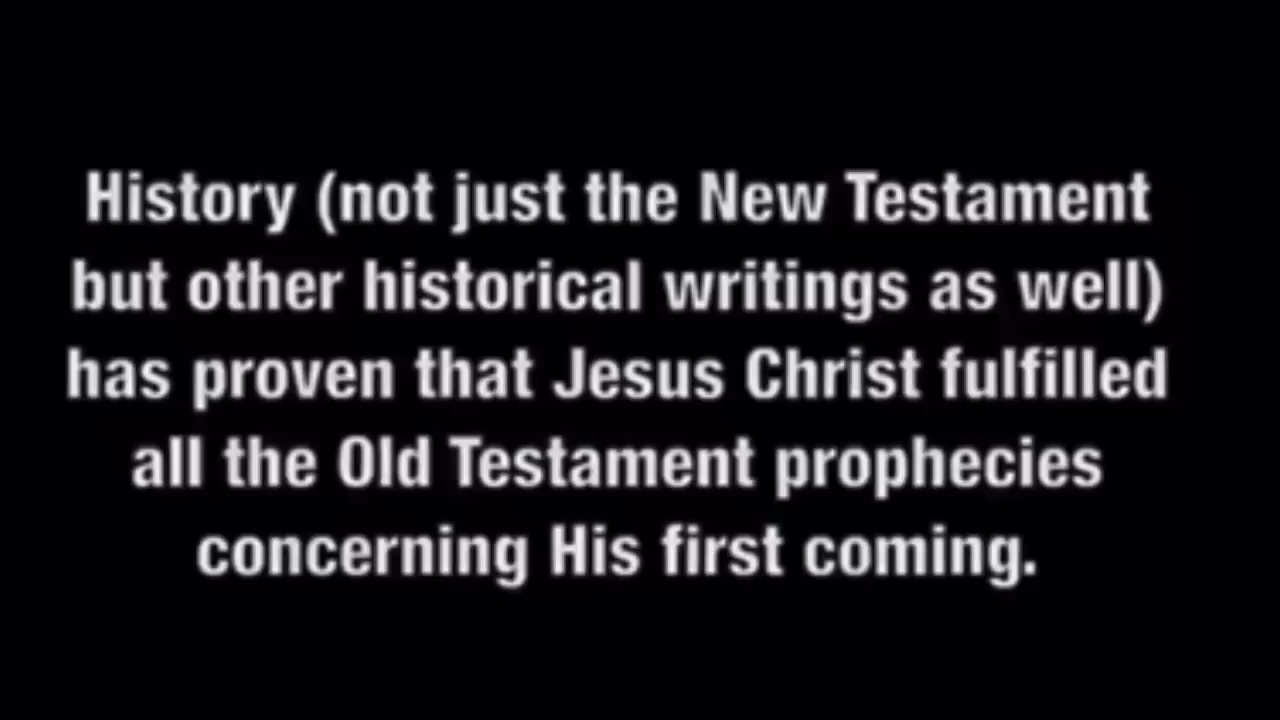 History (not just the New Testament
but other historical writings as well)
has proven that Jesus Christ fulfilled
all the Old Testament prophecies
concerning His first coming.